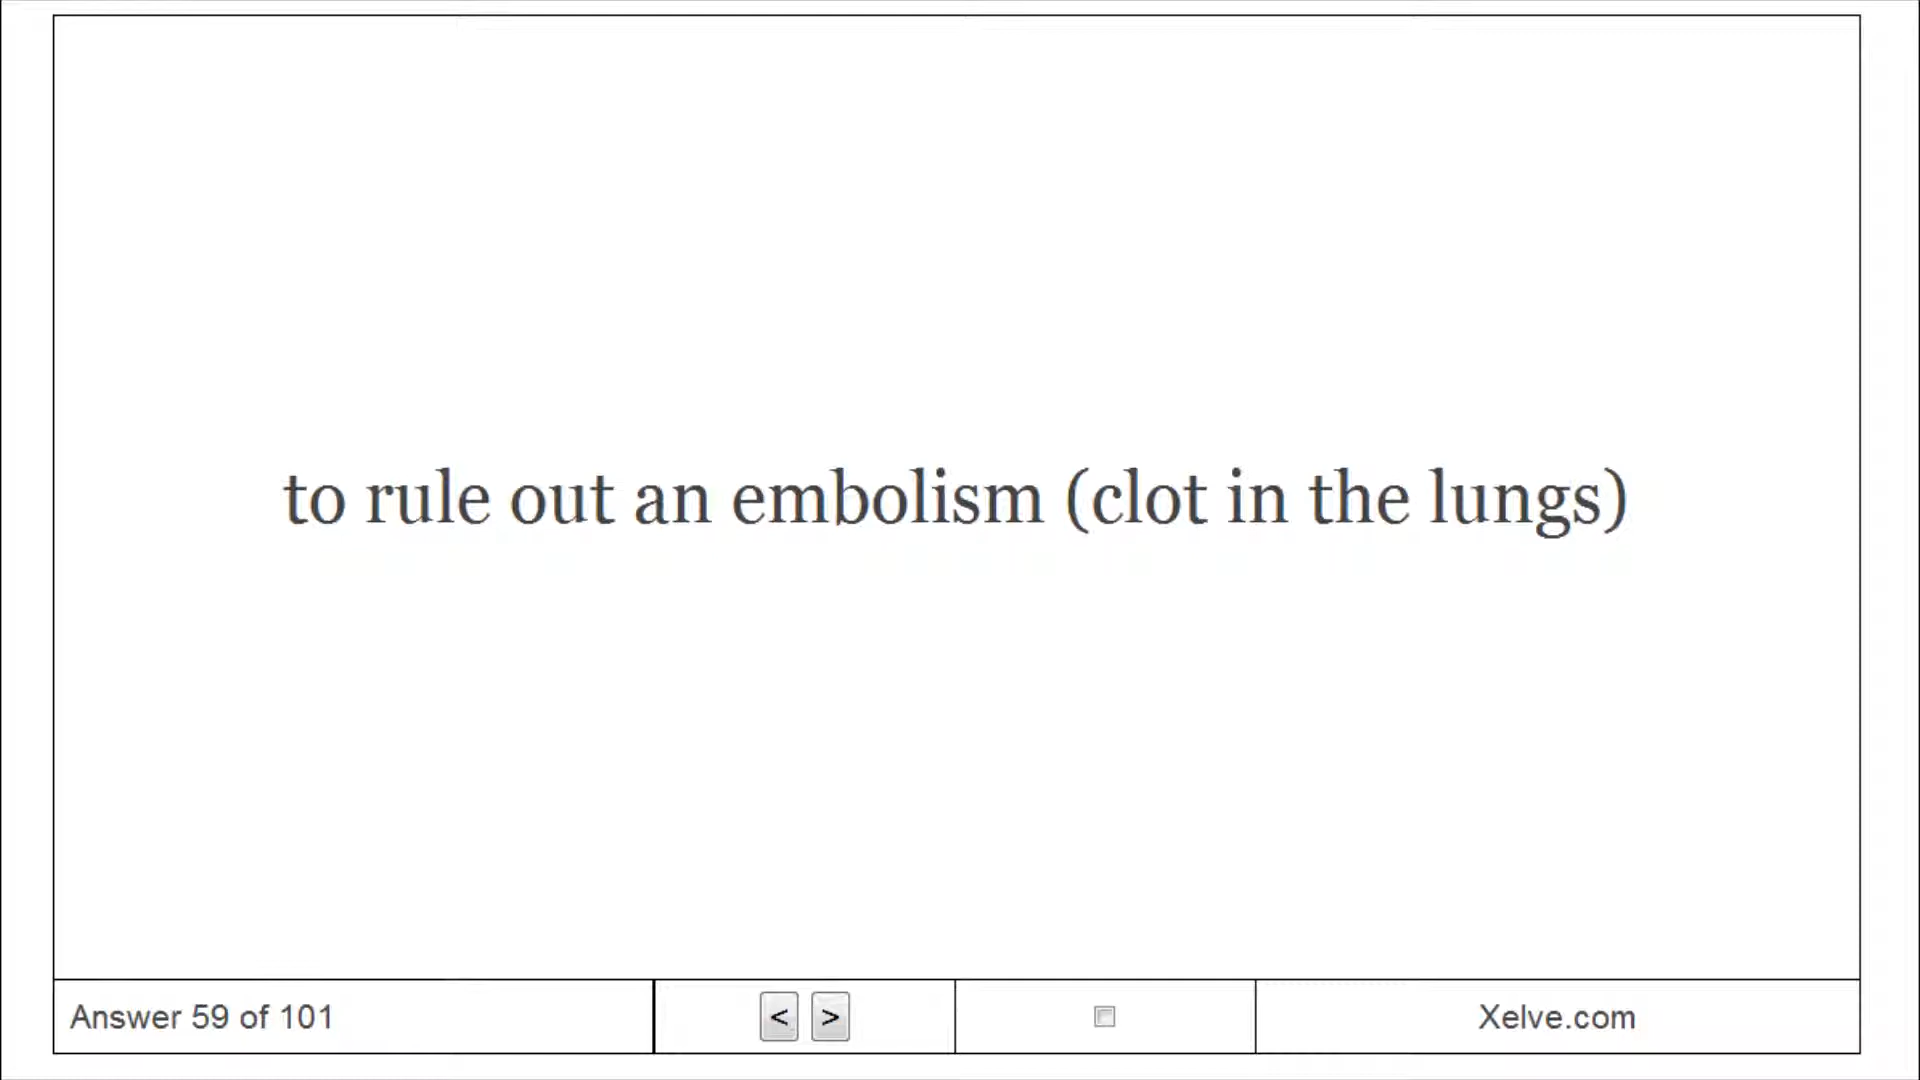 to rule out an embolism (clot in the lungs)
Answer 59 of 101
< >
Xelve.com